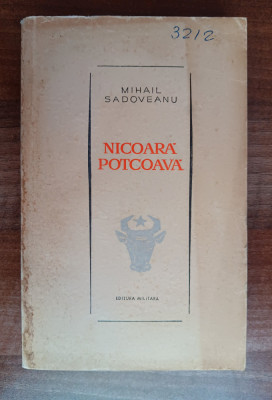 3212
MIHAIL
SADOVEANU
NICOARĂ
POTCOAVĂ
EDITURA MILITARĂ